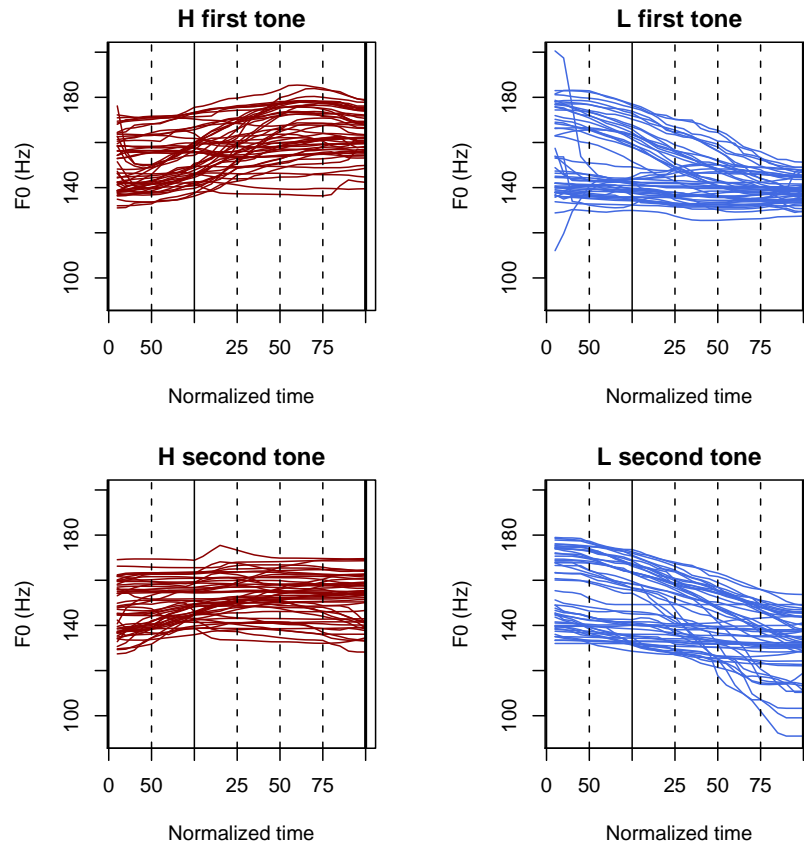 H first tone
F0 (Hz)
100 140 180
0 50 25 50 75
Normalized time
L first tone
F0 (Hz)
100 140 180
0 50 25 50 75
Normalized time
H second tone
F0 (Hz)
100 140 180
0 50 25 50 75
Normalized time
L second tone
F0 (Hz)
100 140 180
0 50 25 50 75
Normalized time